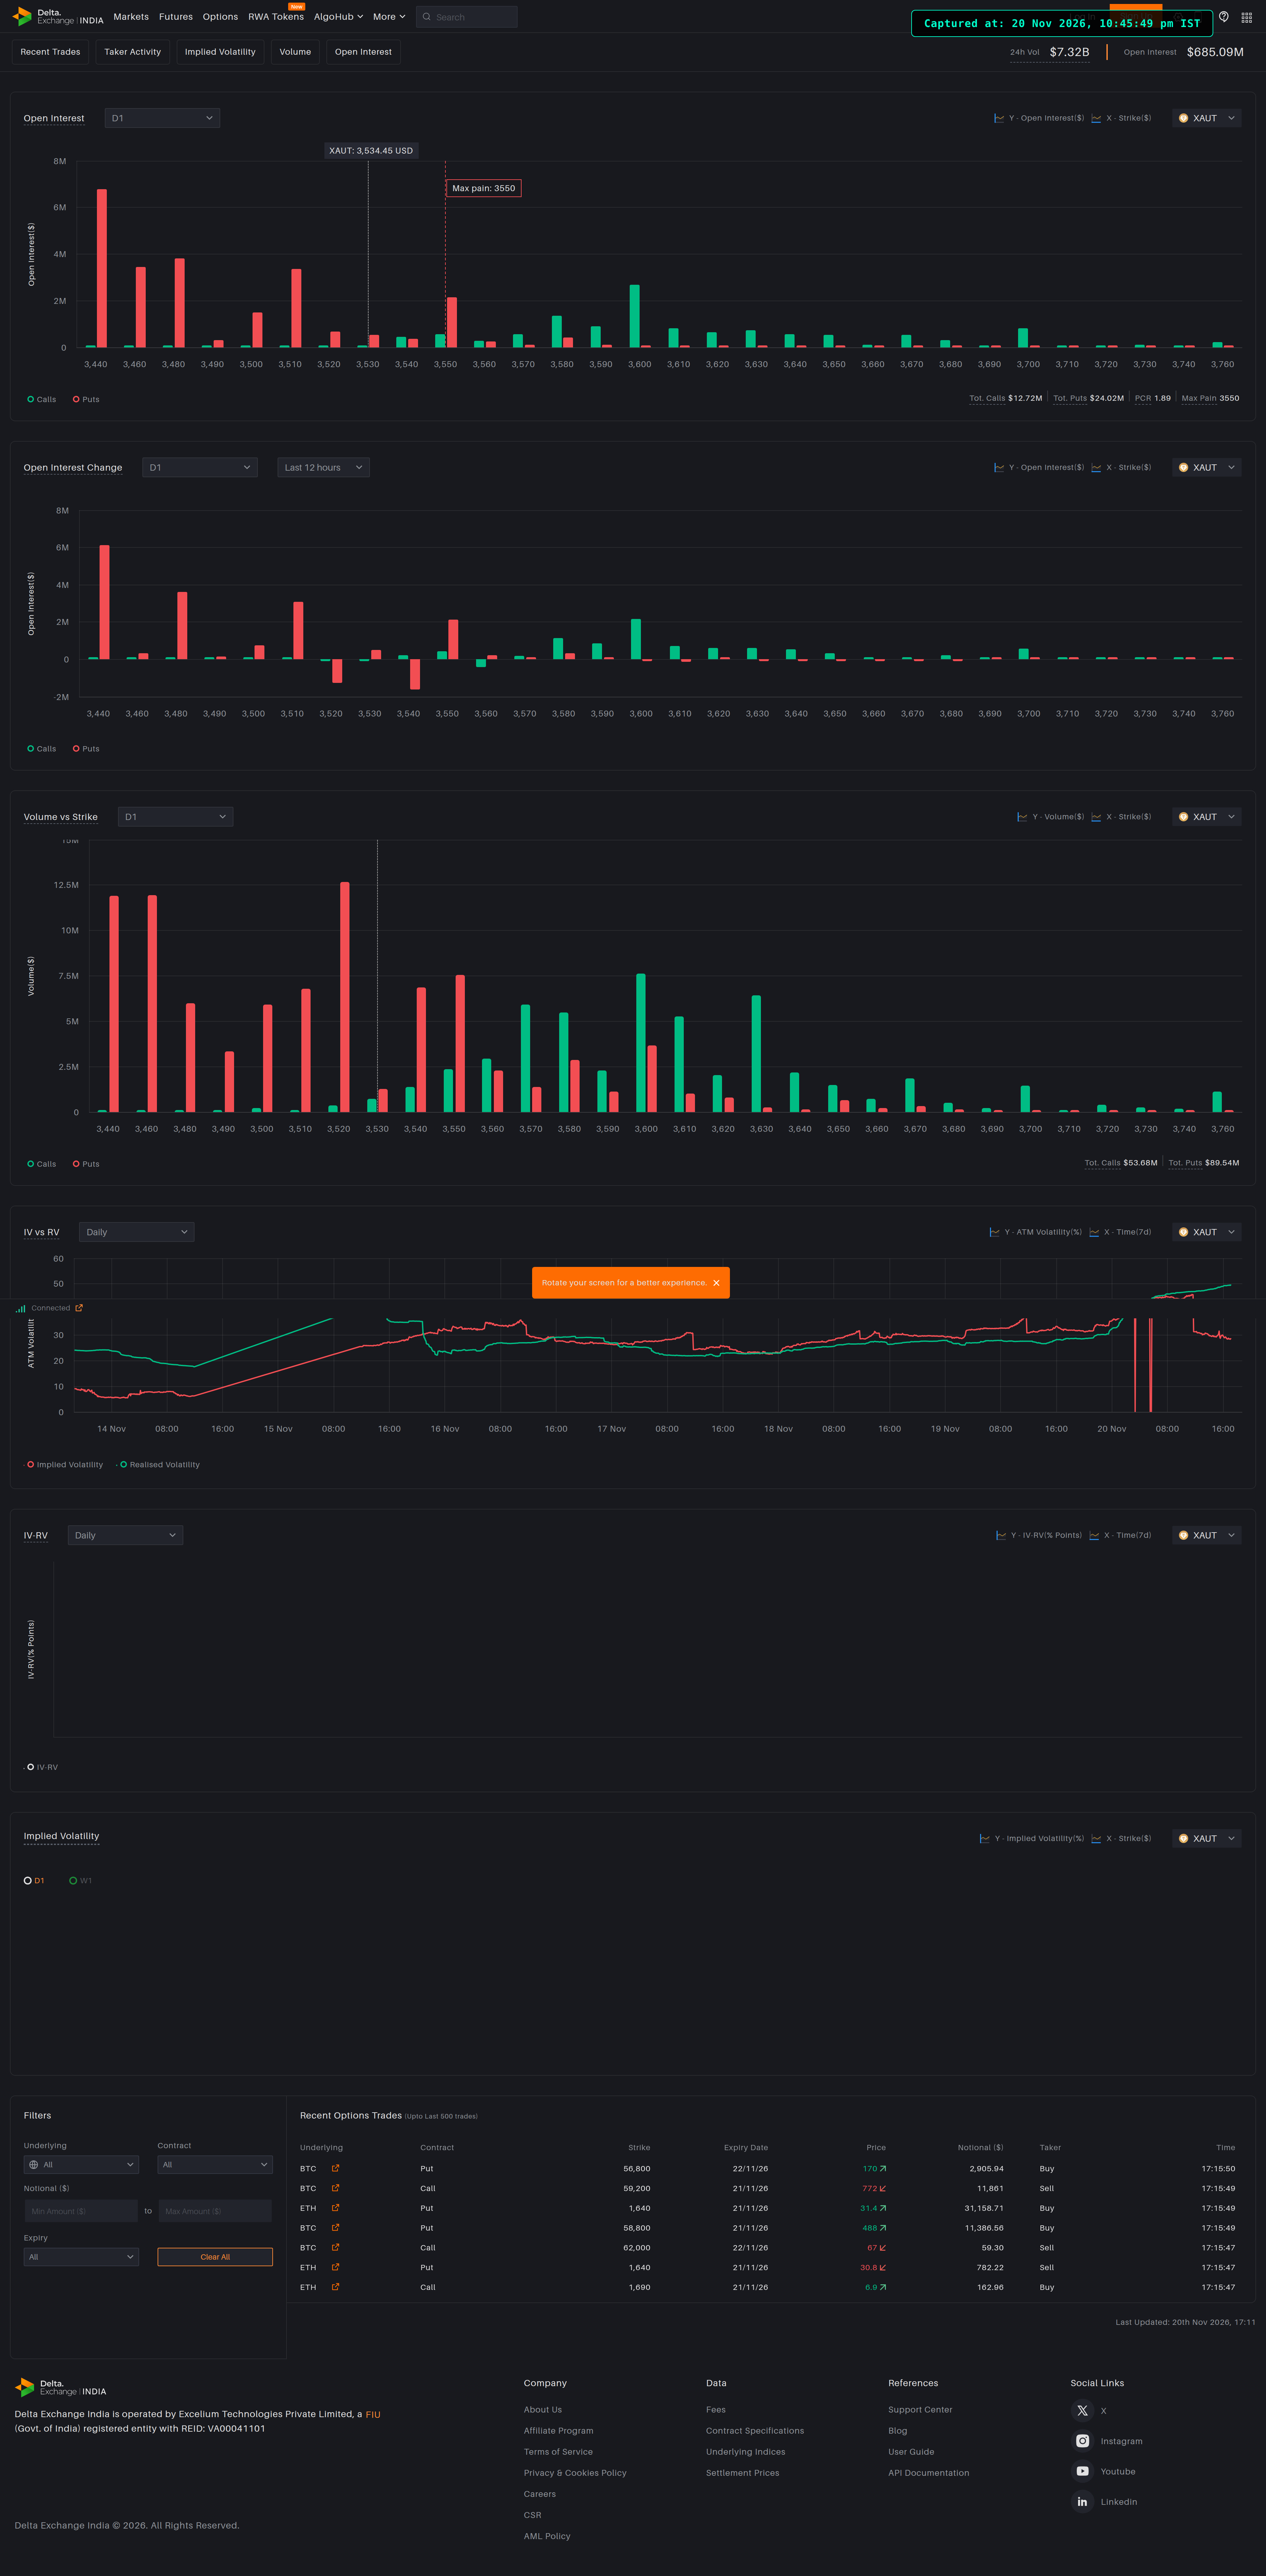 Delta.
Exchange | INDIA
Markets
Futures
Options
RWA Tokens
New
AlgoHub
More
Search
Captured at: 20 Nov 2026, 10:45:49 pm IST
Recent Trades
Taker Activity
Implied Volatility
Volume
Open Interest
24h Vol $7.32B
Open Interest $685.09M
Open Interest
D1
Y - Open Interest($) X - Strike($)
XAUT
XAUT: 3,534.45 USD
Max pain: 3550
Open Interest($)
8M
6M
4M
2M
0
3,440 3,460 3,480 3,490 3,500 3,510 3,520 3,530 3,540 3,550 3,560 3,570 3,580 3,590 3,600 3,610 3,620 3,630 3,640 3,650 3,660 3,670 3,680 3,690 3,700 3,710 3,720 3,730 3,740 3,760
Calls Puts
Tot. Calls $12.72M Tot. Puts $24.02M PCR 1.89 Max Pain 3550
Open Interest Change
D1
Last 12 hours
Y - Open Interest($) X - Strike($)
XAUT
Open Interest($)
8M
6M
4M
2M
0
-2M
3,440 3,460 3,480 3,490 3,500 3,510 3,520 3,530 3,540 3,550 3,560 3,570 3,580 3,590 3,600 3,610 3,620 3,630 3,640 3,650 3,660 3,670 3,680 3,690 3,700 3,710 3,720 3,730 3,740 3,760
Calls Puts
Volume vs Strike
D1
Y - Volume($) X - Strike($)
XAUT
Volume($)
15M
12.5M
10M
7.5M
5M
2.5M
0
3,440 3,460 3,480 3,490 3,500 3,510 3,520 3,530 3,540 3,550 3,560 3,570 3,580 3,590 3,600 3,610 3,620 3,630 3,640 3,650 3,660 3,670 3,680 3,690 3,700 3,710 3,720 3,730 3,740 3,760
Calls Puts
Tot. Calls $53.68M Tot. Puts $89.54M
IV vs RV
Daily
Y - ATM Volatility(%) X - Time(7d)
XAUT
60
50
Rotate your screen for a better experience.
Connected
ATM Volatilit
30
20
10
0
14 Nov 08:00 16:00 15 Nov 08:00 16:00 16 Nov 08:00 16:00 17 Nov 08:00 16:00 18 Nov 08:00 16:00 19 Nov 08:00 16:00 20 Nov 08:00 16:00
Implied Volatility Realised Volatility
IV-RV
Daily
Y - IV-RV(% Points) X - Time(7d)
XAUT
IV-RV(% Points)
IV-RV
Implied Volatility
Y - Implied Volatility(%) X - Strike($)
XAUT
D1 W1
Filters
Underlying
Contract
All
All
Notional ($)
Min Amount ($) to Max Amount ($)
Expiry
All
Clear All
Recent Options Trades (Upto Last 500 trades)
Underlying Contract Strike Expiry Date Price Notional ($) Taker Time
BTC Put 56,800 22/11/26 170 2,905.94 Buy 17:15:50
BTC Call 59,200 21/11/26 772 11,861 Sell 17:15:49
ETH Put 1,640 21/11/26 31.4 31,158.71 Buy 17:15:49
BTC Put 58,800 21/11/26 488 11,386.56 Buy 17:15:49
BTC Call 62,000 22/11/26 67 59.30 Sell 17:15:47
ETH Put 1,640 21/11/26 30.8 782.22 Sell 17:15:47
ETH Call 1,690 21/11/26 6.9 162.96 Buy 17:15:47
Last Updated: 20th Nov 2026, 17:11
Delta.
Exchange | INDIA
Delta Exchange India is operated by Excelium Technologies Private Limited, a FIU
(Govt. of India) registered entity with REID: VA00041101
Delta Exchange India © 2026. All Rights Reserved.
Company
About Us
Affiliate Program
Terms of Service
Privacy & Cookies Policy
Careers
CSR
AML Policy
Data
Fees
Contract Specifications
Underlying Indices
Settlement Prices
References
Support Center
Blog
User Guide
API Documentation
Social Links
X
Instagram
Youtube
Linkedin